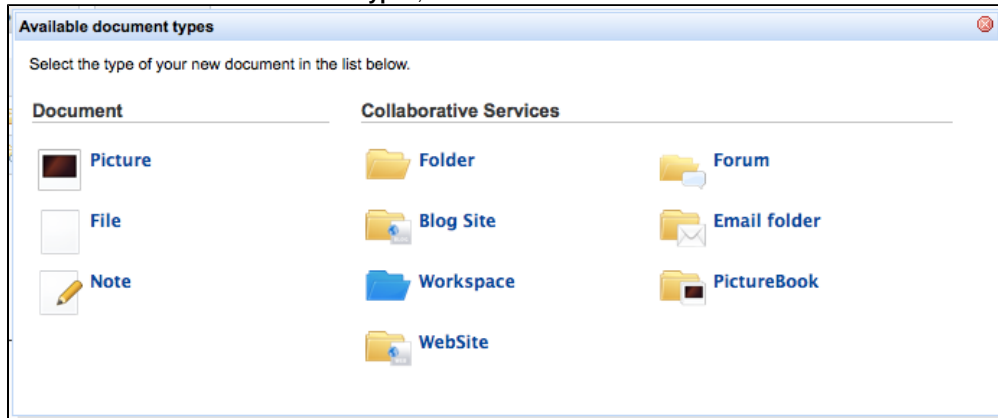 Available document types
Select the type of your new document in the list below.
Document
Collaborative Services
Picture
Folder
Forum
File
Blog Site
Email folder
Note
Workspace
PictureBook
WebSite